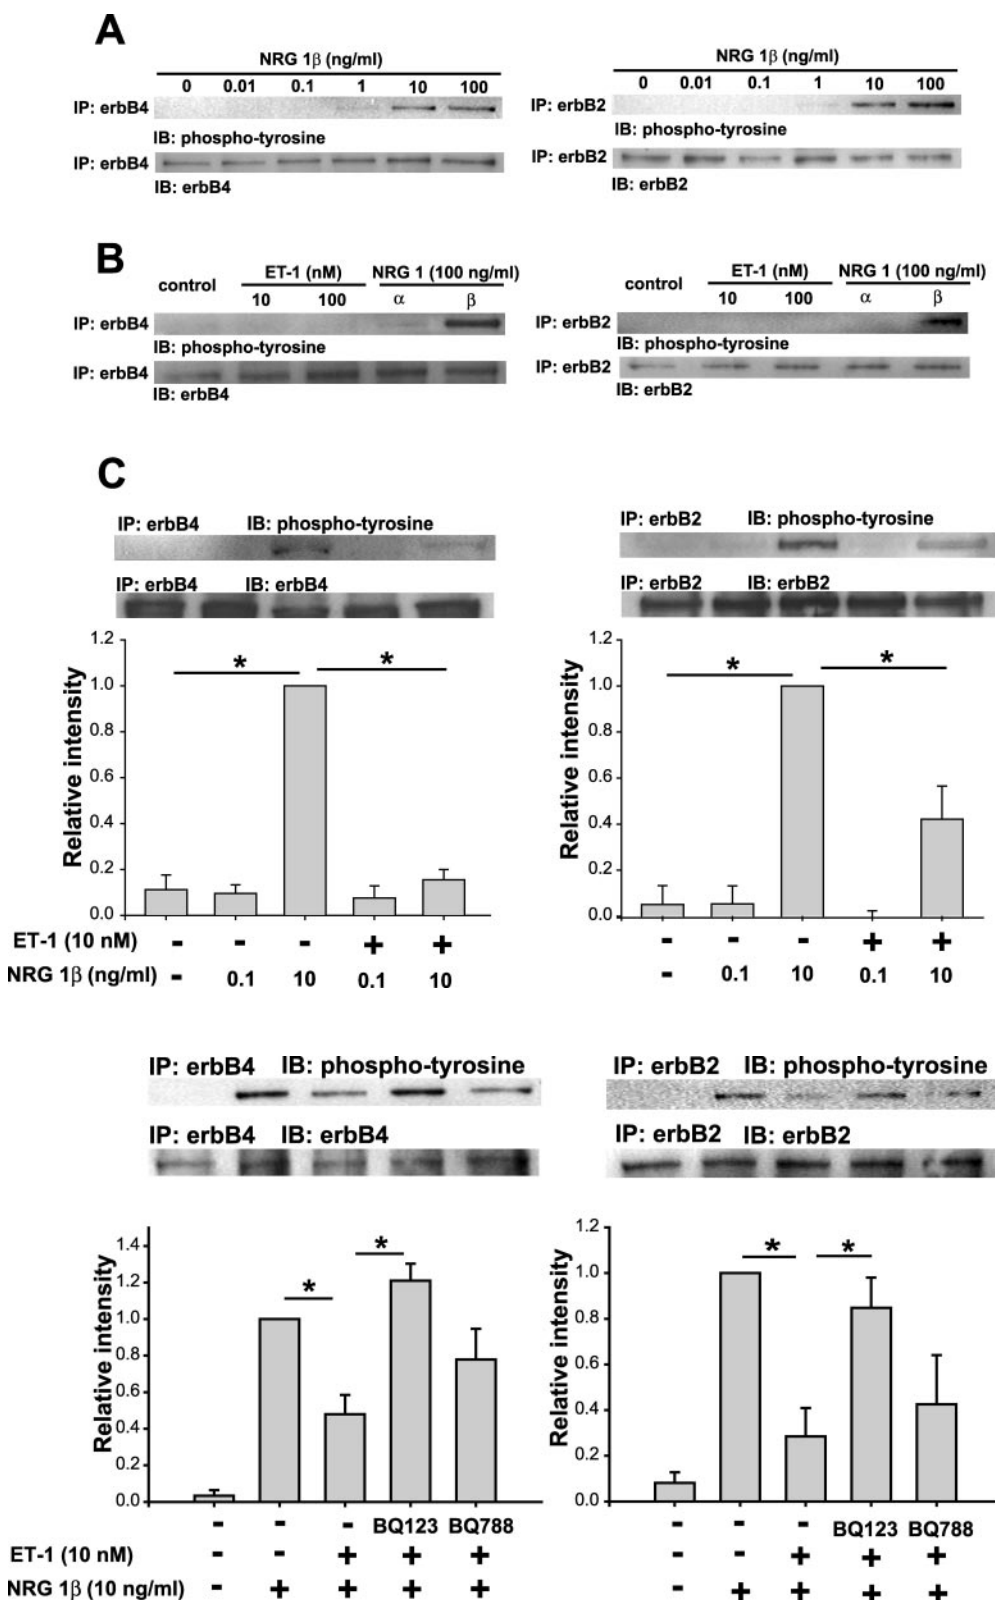 A
NRG 1β (ng/ml)
0 0.01 0.1 1 10 100
IP: erbB4
IB: phospho-tyrosine
IP: erbB4
IB: erbB4
NRG 1β (ng/ml)
0 0.01 0.1 1 10 100
IP: erbB2
IB: phospho-tyrosine
IP: erbB2
IB: erbB2
B
control ET-1 (nM) NRG 1 (100 ng/ml)
10 100 α β
IP: erbB4
IB: phospho-tyrosine
IP: erbB4
IB: erbB4
control ET-1 (nM) NRG 1 (100 ng/ml)
10 100 α β
IP: erbB2
IB: phospho-tyrosine
IP: erbB2
IB: erbB2
C
IP: erbB4 IB: phospho-tyrosine
IP: erbB4 IB: erbB4
Relative intensity
1.2
1.0
0.8
0.6
0.4
0.2
0.0
* *
ET-1 (10 nM) - - - + +
NRG 1β (ng/ml) - 0.1 10 0.1 10
IP: erbB2 IB: phospho-tyrosine
IP: erbB2 IB: erbB2
Relative intensity
1.2
1.0
0.8
0.6
0.4
0.2
0.0
* *
- - - + +
- 0.1 10 0.1 10
IP: erbB4 IB: phospho-tyrosine
IP: erbB4 IB: erbB4
Relative intensity
1.4
1.2
1.0
0.8
0.6
0.4
0.2
0.0
* *
- - - BQ123 BQ788
ET-1 (10 nM) - - + + +
NRG 1β (10 ng/ml) - + + + +
IP: erbB2 IB: phospho-tyrosine
IP: erbB2 IB: erbB2
Relative intensity
1.2
1.0
0.8
0.6
0.4
0.2
0.0
* *
- - - BQ123 BQ788
- - + + +
- + + + +